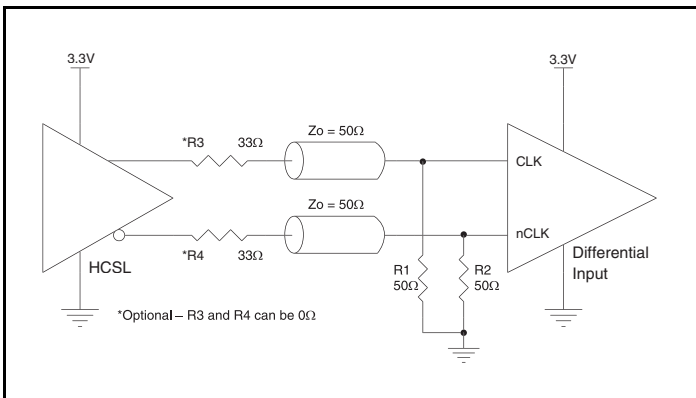 3.3V
3.3V
*R3 33Ω
Zo = 50Ω
CLK
Zo = 50Ω
nCLK
HCSL
*R4 33Ω
R1
50Ω
R2
50Ω
Differential
Input
*Optional – R3 and R4 can be 0Ω